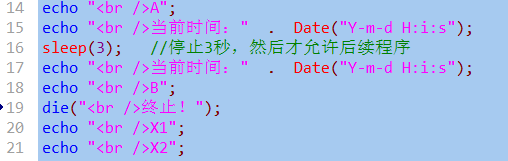 14 echo "<br />A";
15 echo "<br />当前时间：" . Date("Y-m-d H:i:s");
16 sleep(3); //停止3秒，然后才允许后续程序
17 echo "<br />当前时间：" . Date("Y-m-d H:i:s");
18 echo "<br />B";
19 die("<br />终止！");
20 echo "<br />X1";
21 echo "<br />X2";